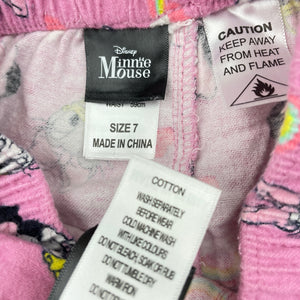 Disney
Minnie
Mouse
WAIST 59cm
SIZE 7
MADE IN CHINA
CAUTION
KEEP AWAY
FROM HEAT
AND FLAME
COTTON
WASH SEPARATELY
BEFORE WEAR
COLD MACHINE WASH
WITH LIKE COLOURS
DO NOT BLEACH, SOAK OR RUB
DO NOT TUMBLE DRY
WARM IRON